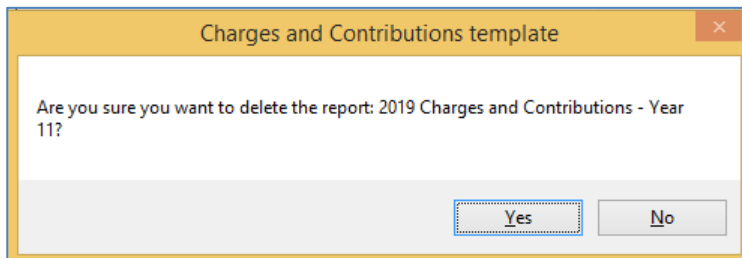 Charges and Contributions template
Are you sure you want to delete the report: 2019 Charges and Contributions - Year
11?
Yes
No